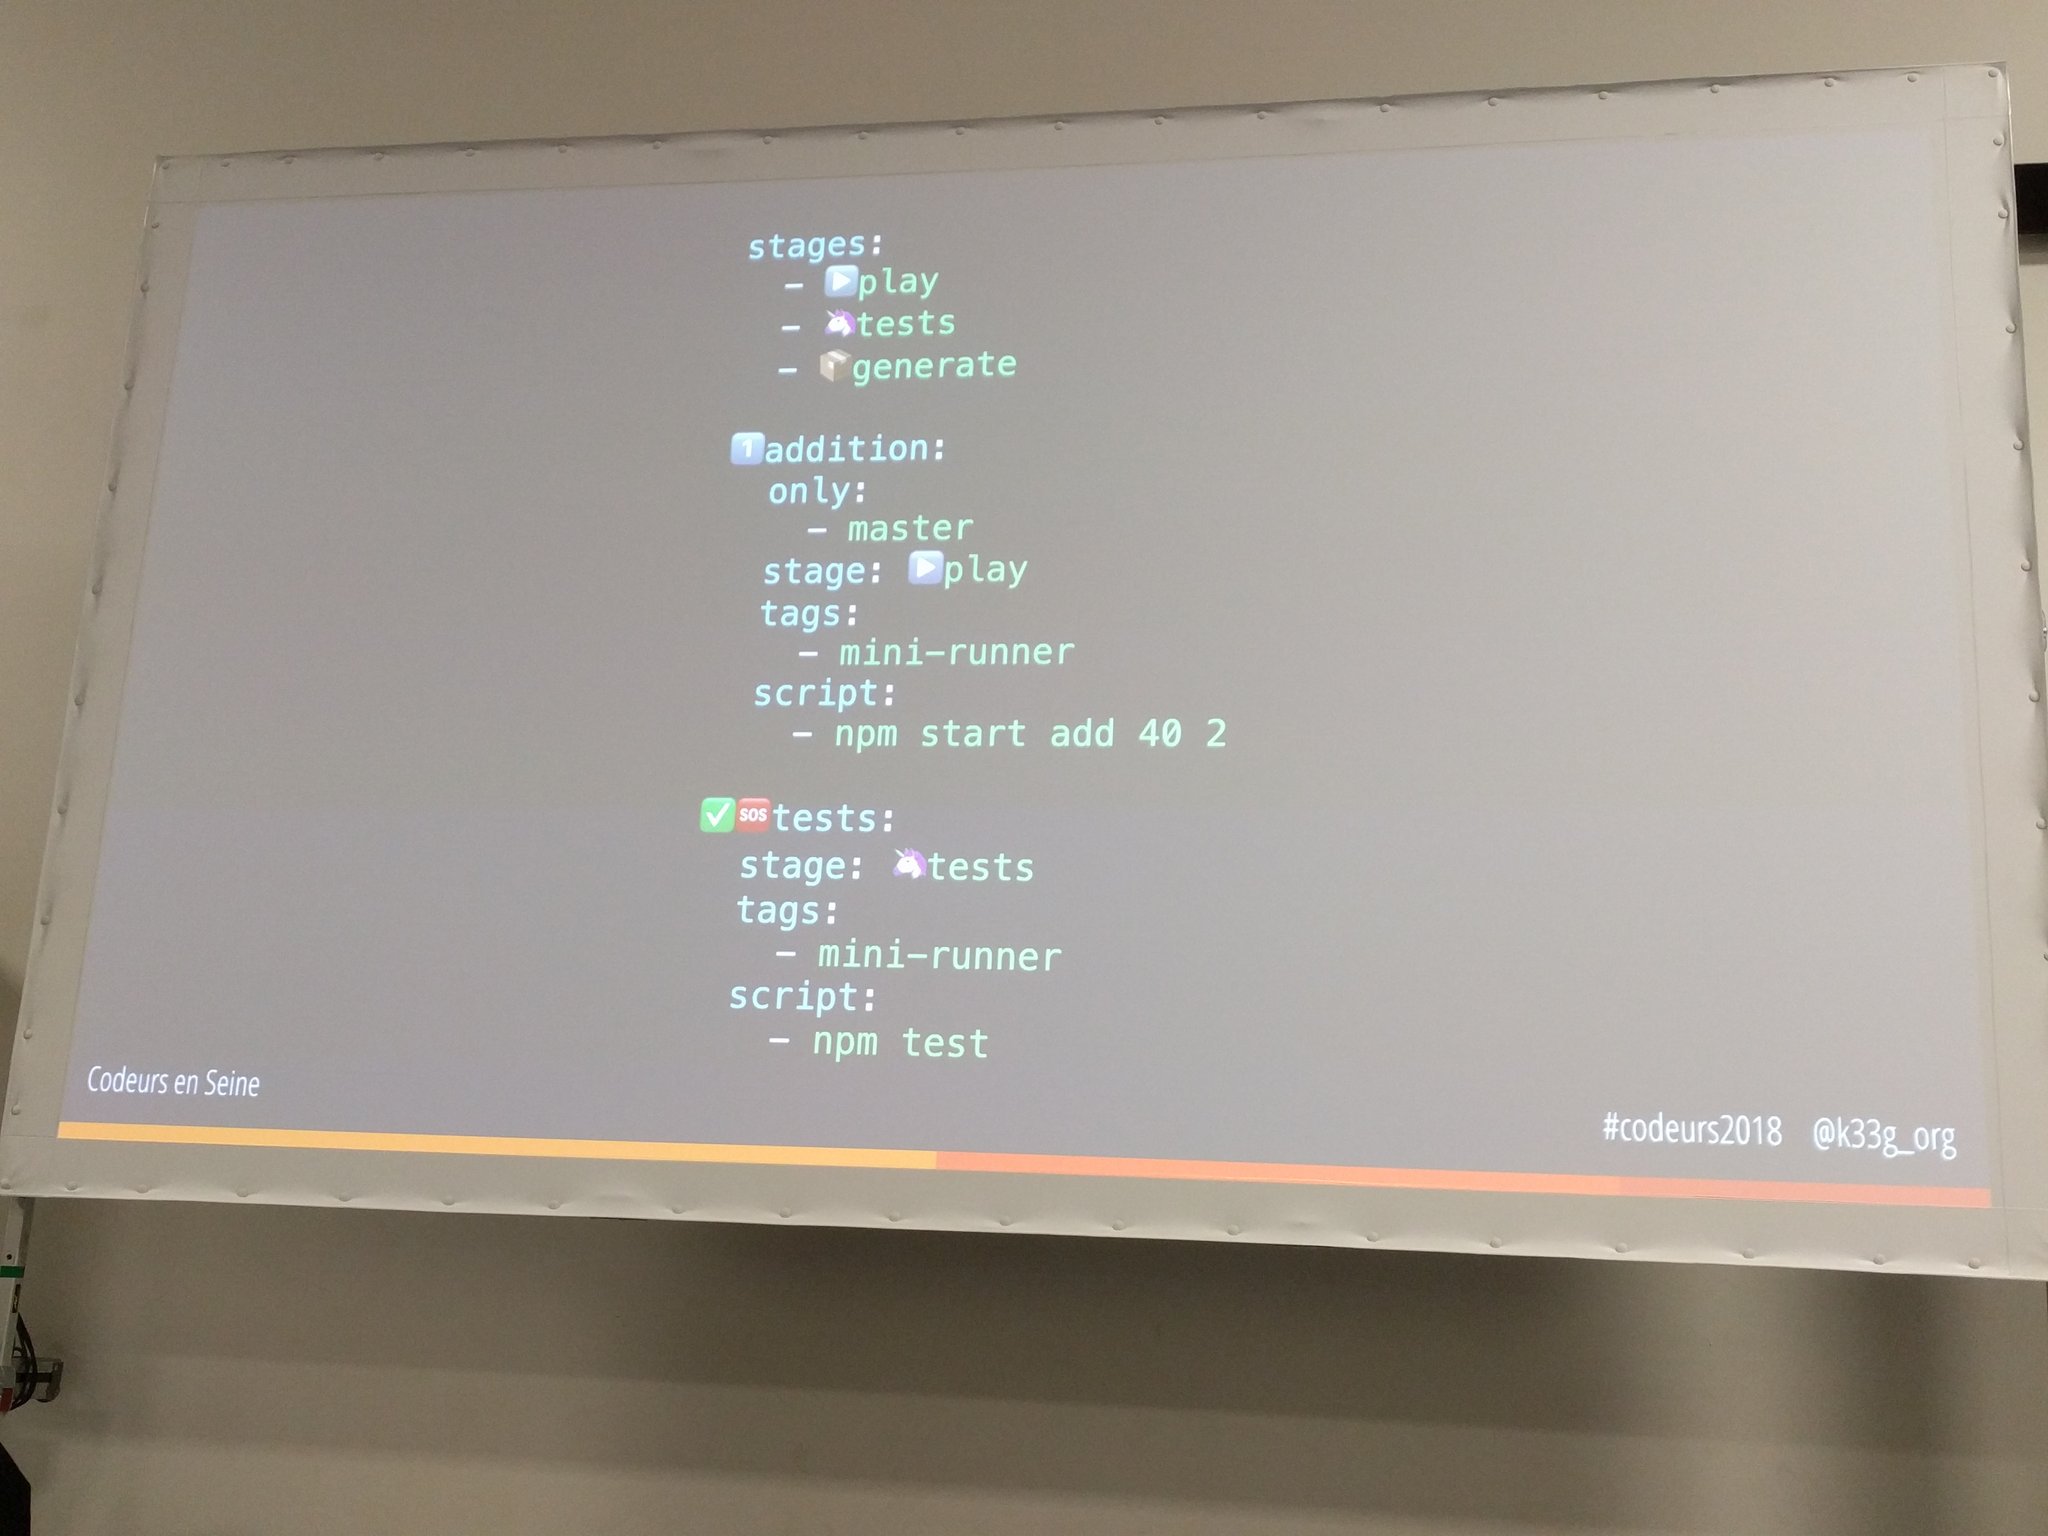 stages:
- ▶️play
- 🦄tests
- 📦generate
1️⃣addition:
only:
- master
stage: ▶️play
tags:
- mini-runner
script:
- npm start add 40 2
✅🆘tests:
stage: 🦄tests
tags:
- mini-runner
script:
- npm test
Codeurs en Seine
#codeurs2018 @k33g_org